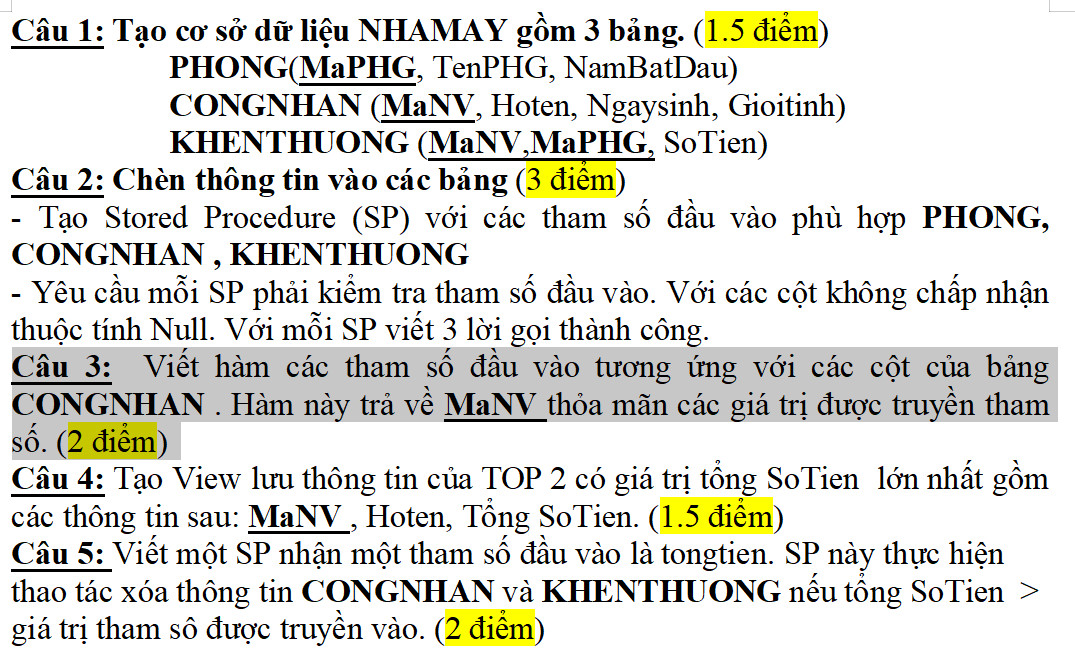 Câu 1: Tạo cơ sở dữ liệu NHAMAY gồm 3 bảng. (1.5 điểm)
PHONG(MaPHG, TenPHG, NamBatDau)
CONGNHAN (MaNV, Hoten, Ngaysinh, Gioitinh)
KHENTHUONG (MaNV,MaPHG, SoTien)
Câu 2: Chèn thông tin vào các bảng (3 điểm)
- Tạo Stored Procedure (SP) với các tham số đầu vào phù hợp PHONG,
CONGNHAN , KHENTHUONG
- Yêu cầu mỗi SP phải kiểm tra tham số đầu vào. Với các cột không chấp nhận
thuộc tính Null. Với mỗi SP viết 3 lời gọi thành công.
Câu 3: Viết hàm các tham số đầu vào tương ứng với các cột của bảng
CONGNHAN . Hàm này trả về MaNV thỏa mãn các giá trị được truyền tham
số. (2 điểm)
Câu 4: Tạo View lưu thông tin của TOP 2 có giá trị tổng SoTien lớn nhất gồm
các thông tin sau: MaNV , Hoten, Tổng SoTien. (1.5 điểm)
Câu 5: Viết một SP nhận một tham số đầu vào là tongtien. SP này thực hiện
thao tác xóa thông tin CONGNHAN và KHENTHUONG nếu tổng SoTien >
giá trị tham sô được truyền vào. (2 điểm)